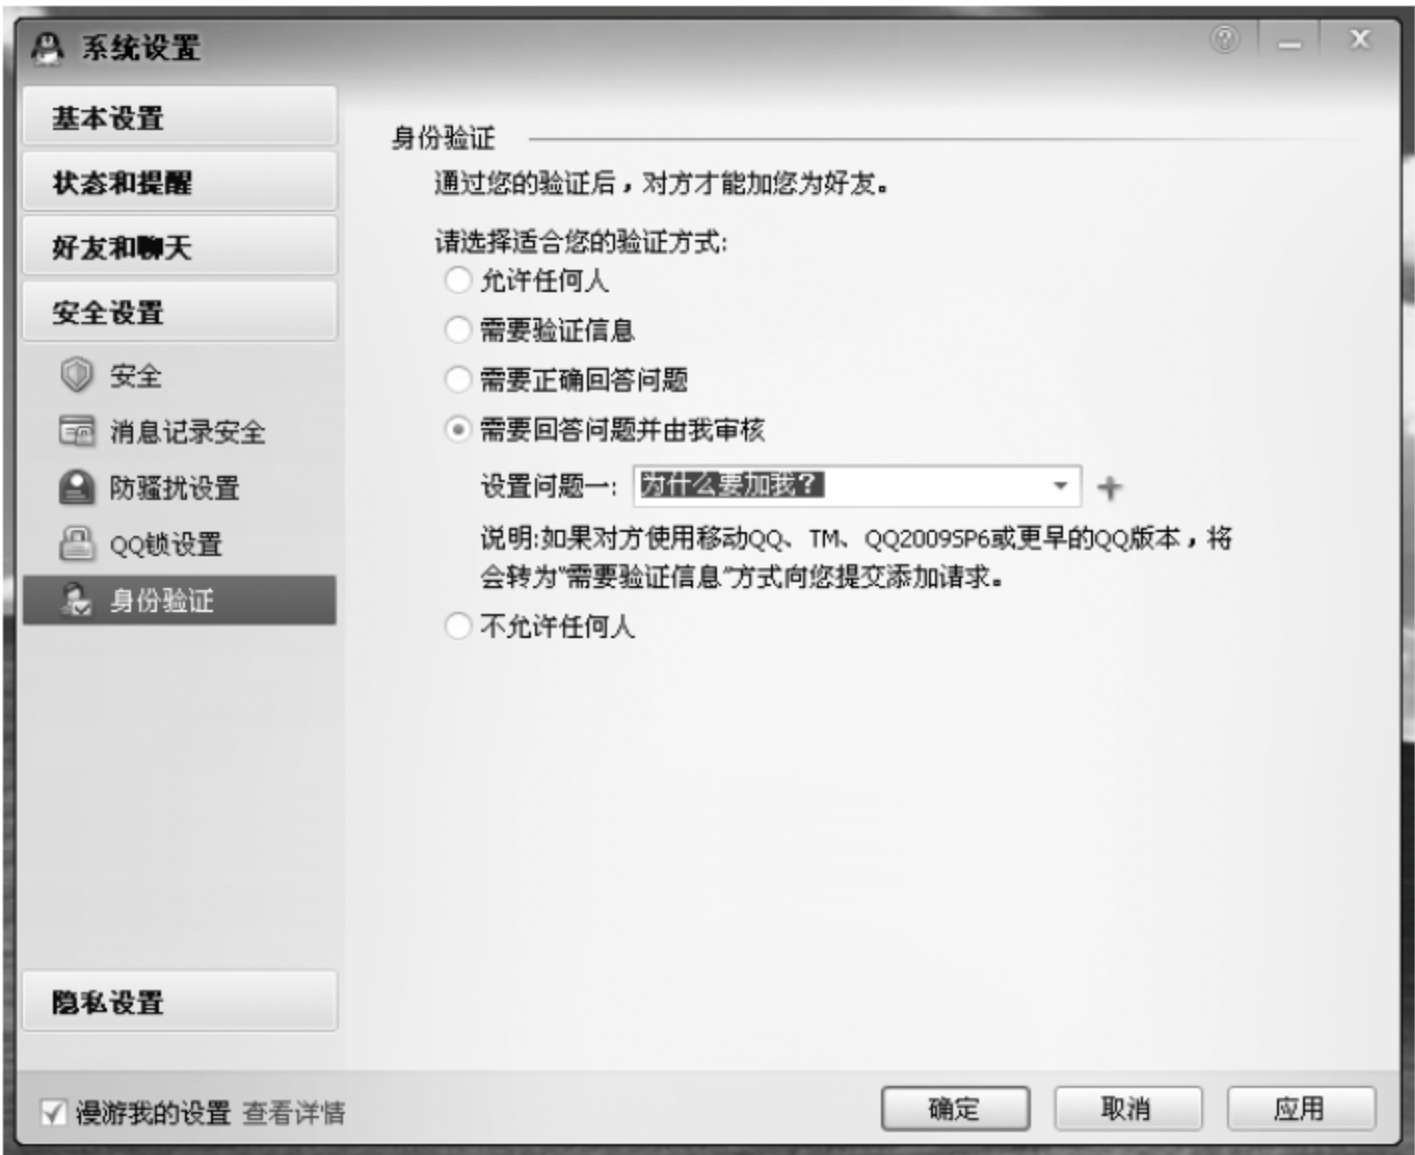 系统设置
基本设置
状态和提醒
好友和聊天
安全设置
安全
消息记录安全
防骚扰设置
QQ锁设置
身份验证
隐私设置
身份验证
通过您的验证后，对方才能加您为好友。
请选择适合您的验证方式:
允许任何人
需要验证信息
需要正确回答问题
需要回答问题并由我审核
设置问题一: 为什么要加我？
说明:如果对方使用移动QQ、TM、QQ2009SP6或更早的QQ版本，将
会转为"需要验证信息"方式向您提交添加请求。
不允许任何人
漫游我的设置 查看详情
确定 取消 应用